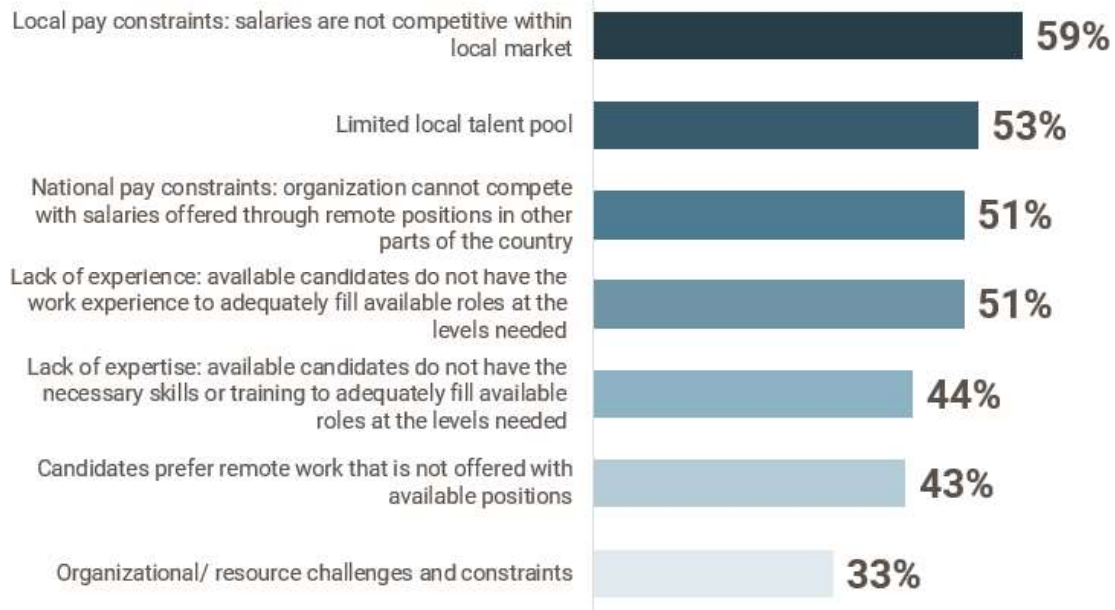 Local pay constraints: salaries are not competitive within
local market
59%
Limited local talent pool
53%
National pay constraints: organization cannot compete
with salaries offered through remote positions in other
parts of the country
51%
Lack of experience: available candidates do not have the
work experience to adequately fill available roles at the
levels needed
51%
Lack of expertise: available candidates do not have the
necessary skills or training to adequately fill available
roles at the levels needed
44%
Candidates prefer remote work that is not offered with
available positions
43%
Organizational/ resource challenges and constraints
33%